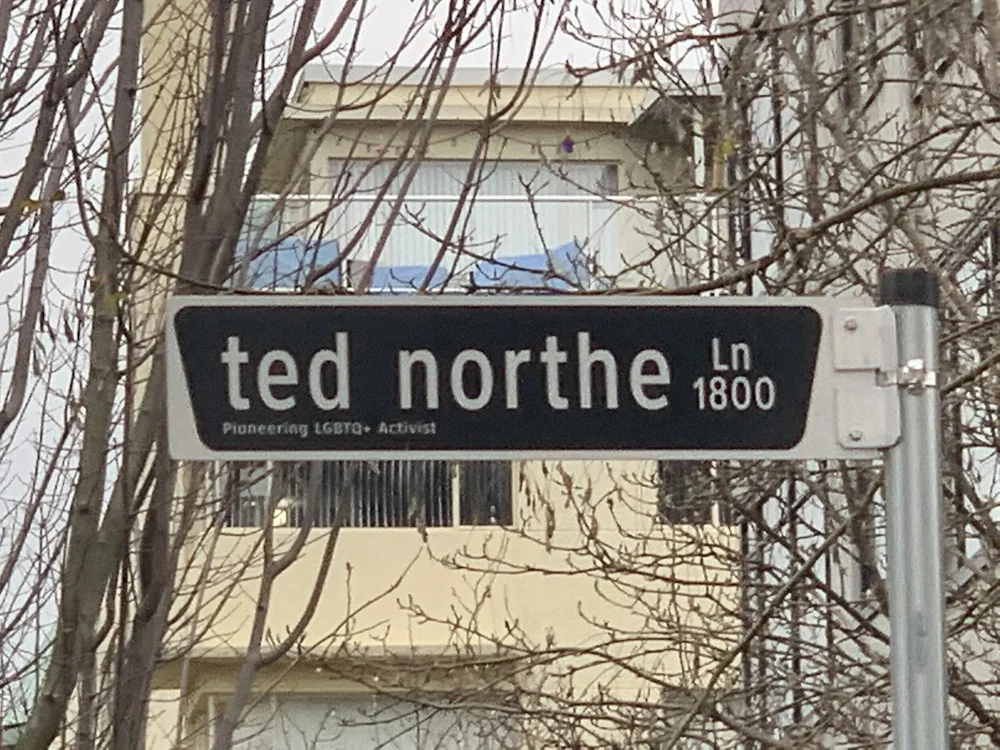 ted northe Ln
1800
Pioneering LGBTQ+ Activist